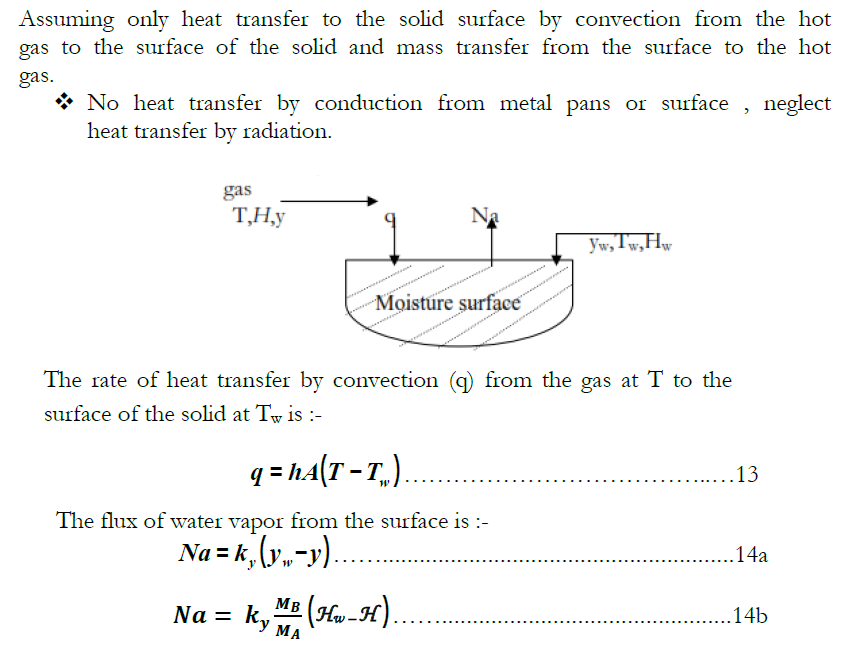 Assuming only heat transfer to the solid surface by convection from the hot
gas to the surface of the solid and mass transfer from the surface to the hot
gas.
❖ No heat transfer by conduction from metal pans or surface , neglect
heat transfer by radiation.
gas
T,H,y
q
Na
yw,Tw,Hw
Moisture surface
The rate of heat transfer by convection (q) from the gas at T to the
surface of the solid at Tw is :-
q = hA(T - Tw)..........................................13
The flux of water vapor from the surface is :-
Na = ky(yw-y)..........................................14a
Na = ky MB/MA (Hw-H)..........................................14b